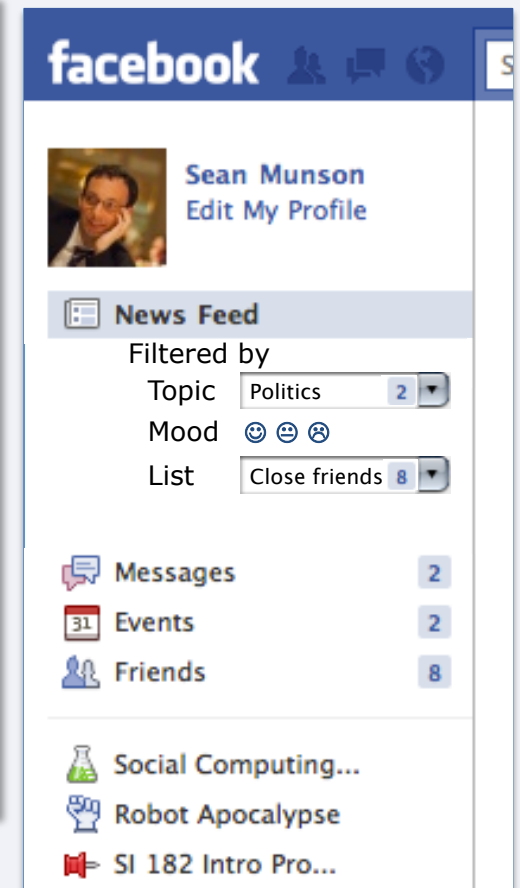 facebook
S
Sean Munson
Edit My Profile
News Feed
Filtered by
Topic Politics 2
Mood
List Close friends 8
Messages 2
31 Events 2
Friends 8
Social Computing...
Robot Apocalypse
SI 182 Intro Pro...